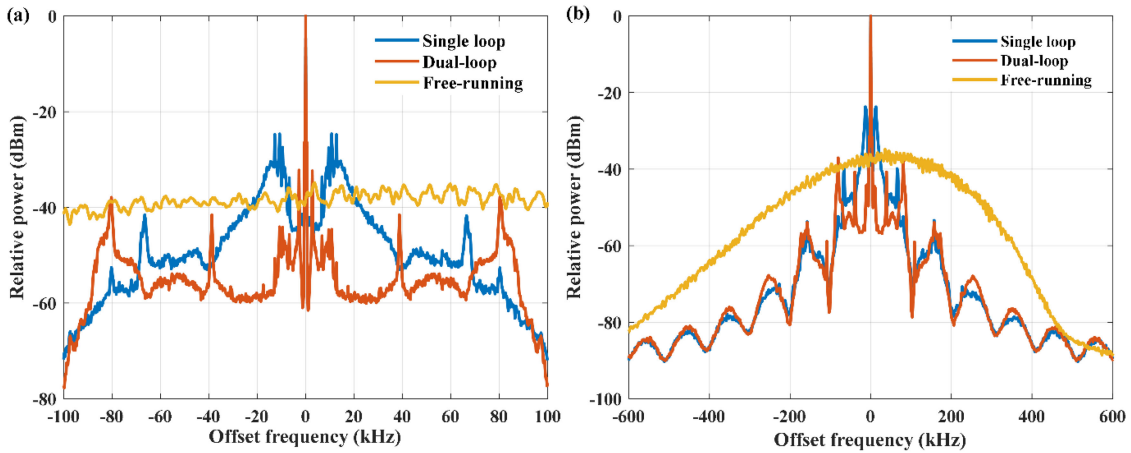 (a)
0
-20
-40
-60
-80
Relative power (dBm)
Single loop
Dual-loop
Free-running
-100 -80 -60 -40 -20 0 20 40 60 80 100
Offset frequency (kHz)
(b)
0
-20
-40
-60
-80
-100
Relative power (dBm)
Single loop
Dual-loop
Free-running
-600 -400 -200 0 200 400 600
Offset frequency (kHz)